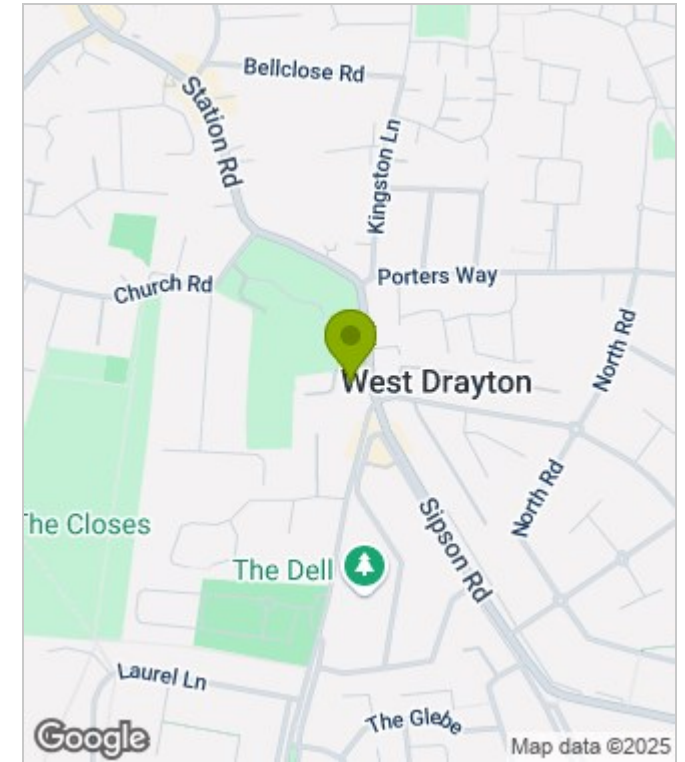 Bellclose Rd
Station Rd
Kingston Ln
Porters Way
Church Rd
North Rd
West Drayton
North Rd
The Closes
Sipson Rd
The Dell
Laurel Ln
The Glebe
Google
Map data ©2025